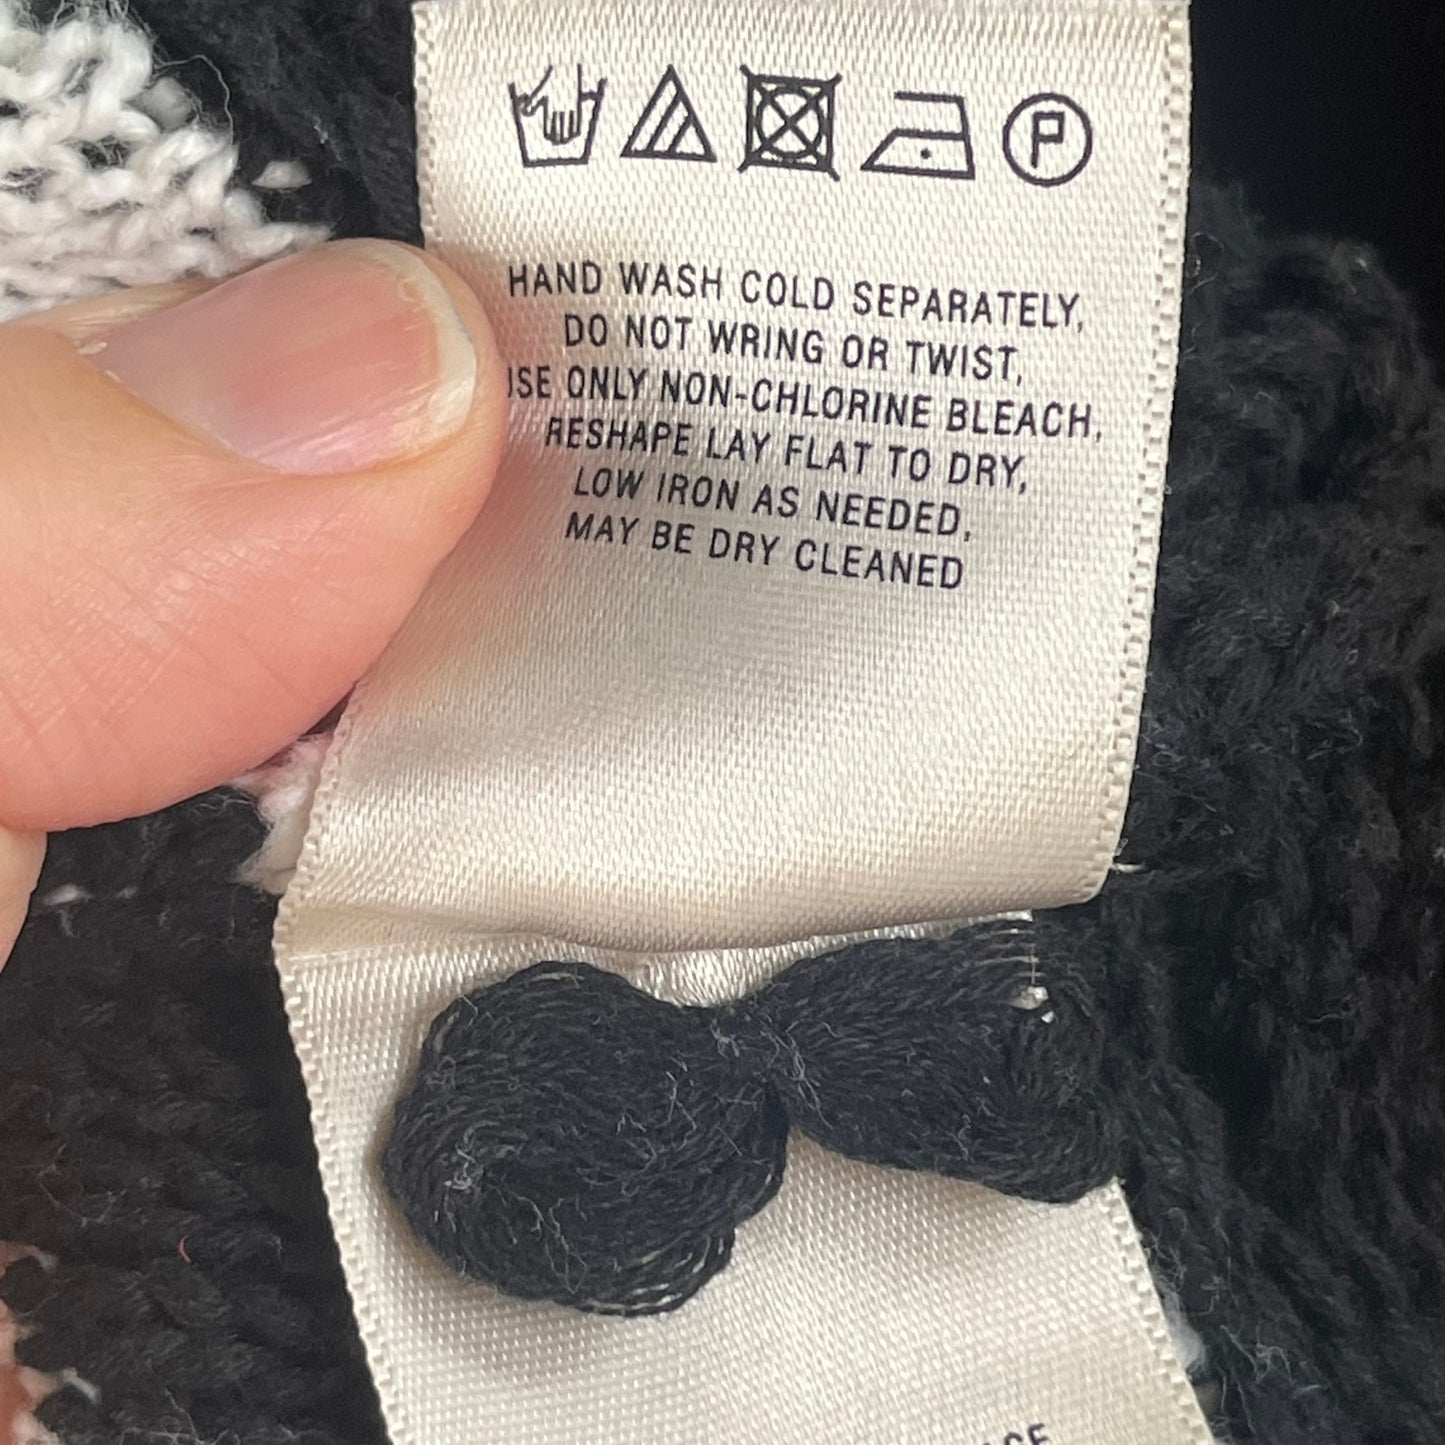 P
HAND WASH COLD SEPARATELY,
DO NOT WRING OR TWIST,
ONLY NON-CHLORINE BLEACH,
RESHAPE LAY FLAT TO DRY,
LOW IRON AS NEEDED,
MAY BE DRY CLEANED